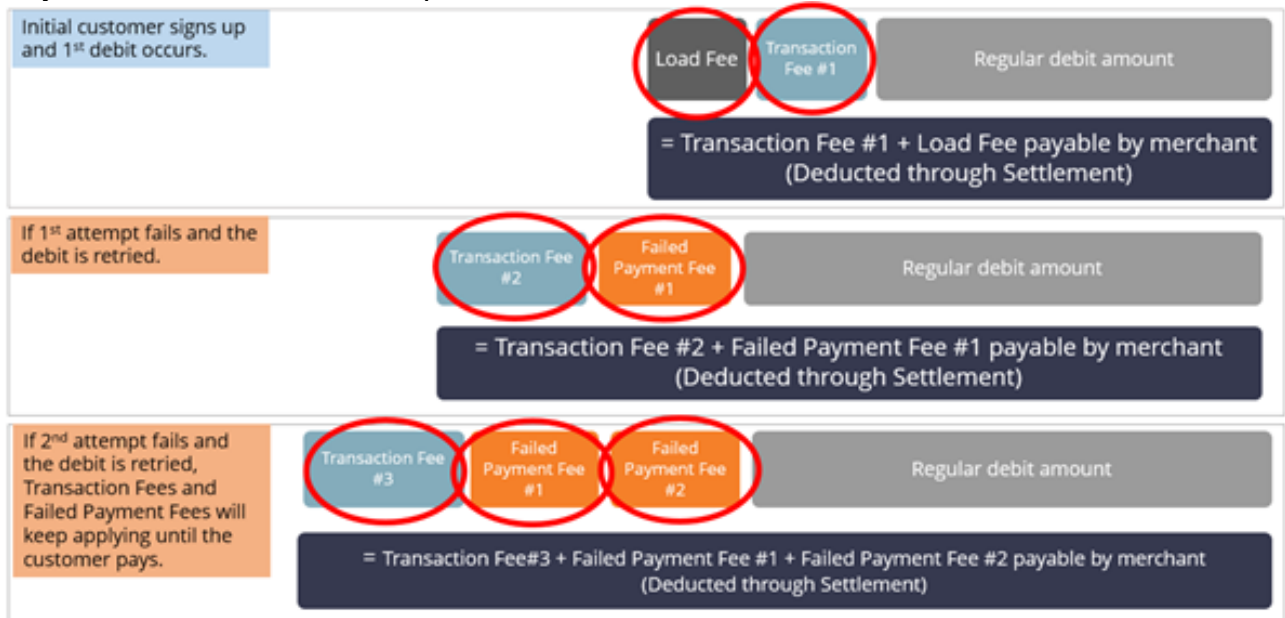 Initial customer signs up
and 1st debit occurs.
Load Fee
Transaction
Fee #1
Regular debit amount
= Transaction Fee #1 + Load Fee payable by merchant
(Deducted through Settlement)
If 1st attempt fails and the
debit is retried.
Transaction Fee
#2
Failed
Payment Fee
#1
Regular debit amount
= Transaction Fee #2 + Failed Payment Fee #1 payable by merchant
(Deducted through Settlement)
If 2nd attempt fails and
the debit is retried,
Transaction Fees and
Failed Payment Fees will
keep applying until the
customer pays.
Transaction Fee
#3
Failed
Payment Fee
#1
Failed
Payment Fee
#2
Regular debit amount
= Transaction Fee#3 + Failed Payment Fee #1 + Failed Payment Fee #2 payable by merchant
(Deducted through Settlement)